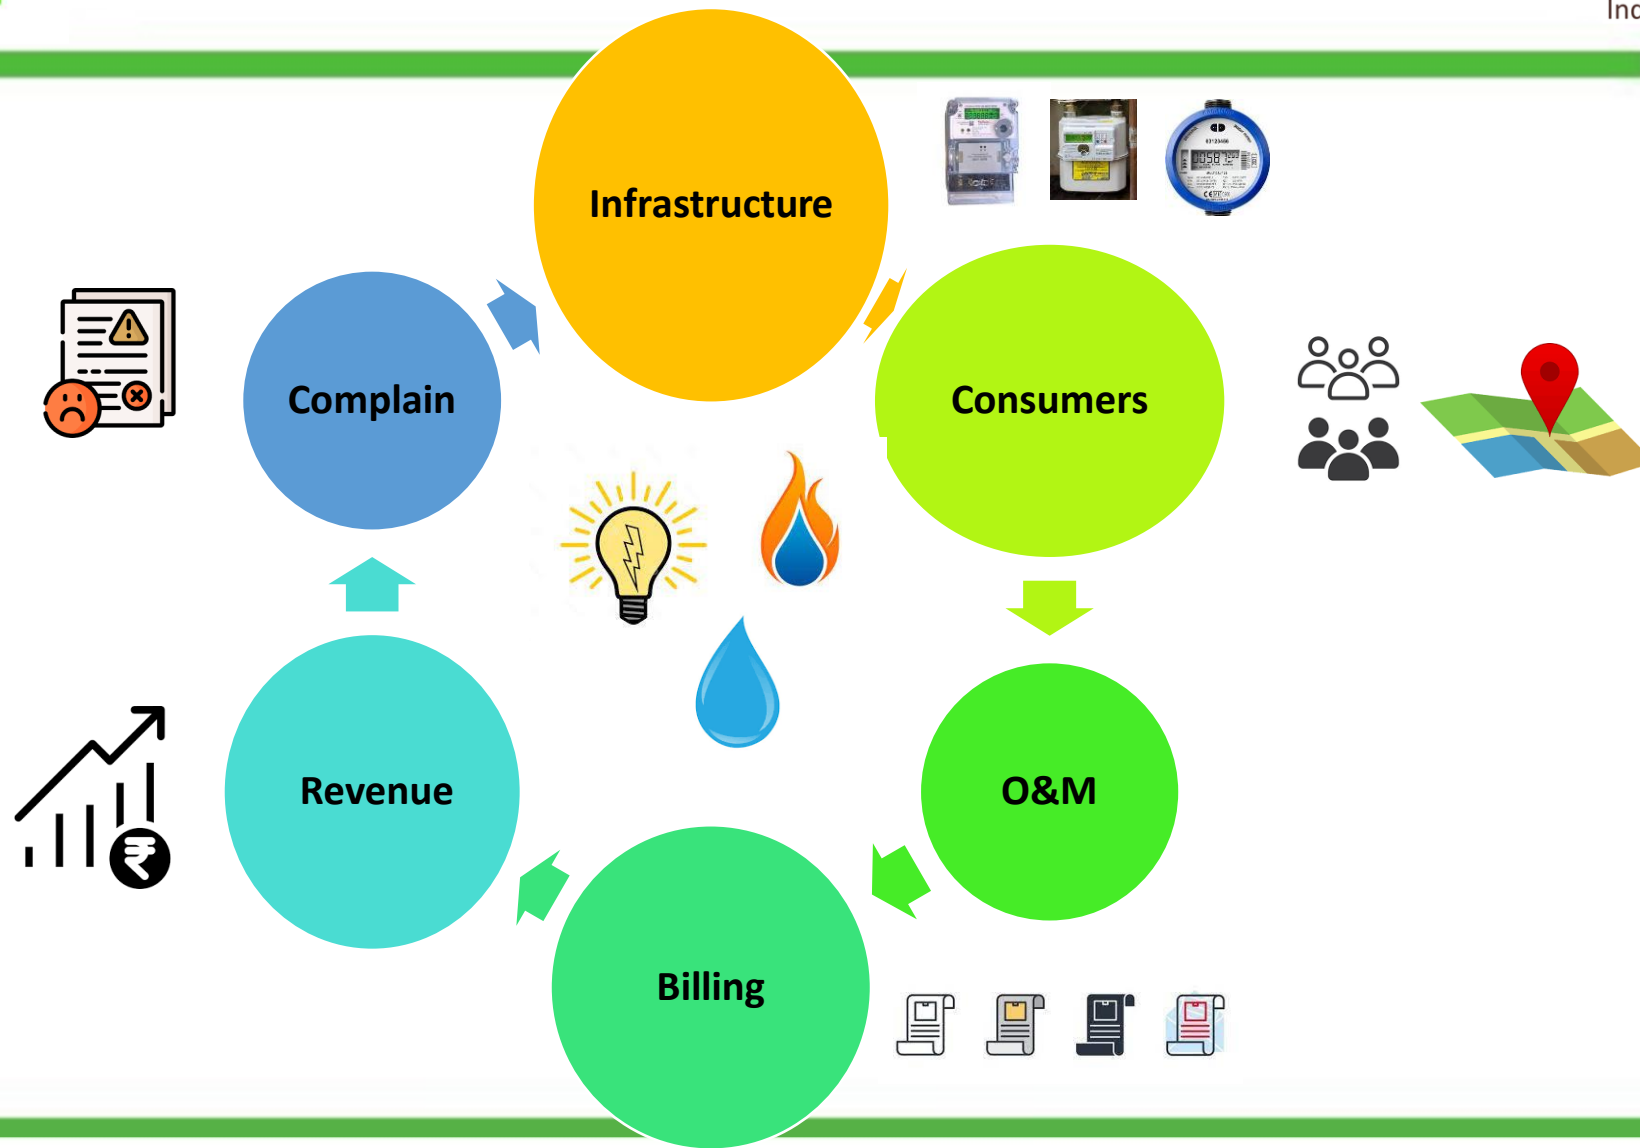 Infrastructure
Complain
Consumers
Revenue
O&M
Billing